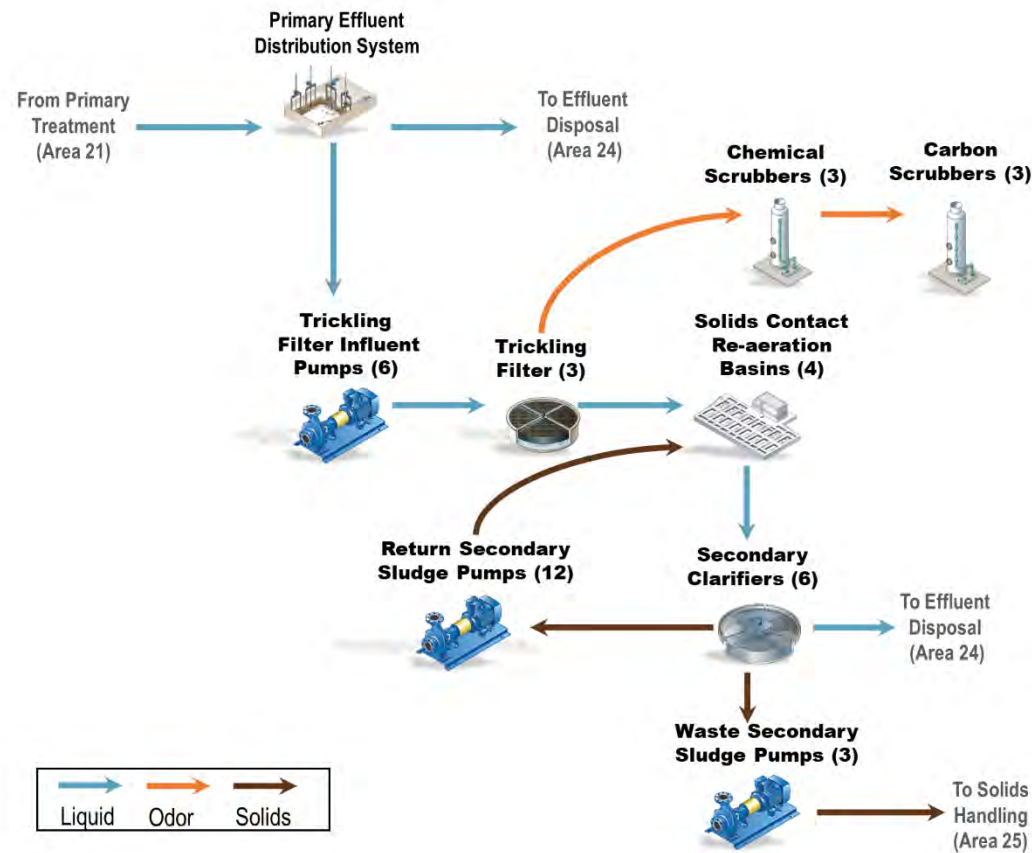 Primary Effluent
Distribution System
From Primary
Treatment
(Area 21)
To Effluent
Disposal
(Area 24)
Chemical
Scrubbers (3)
Carbon
Scrubbers (3)
Trickling
Filter Influent
Pumps (6)
Trickling
Filter (3)
Solids Contact
Re-aeration
Basins (4)
Return Secondary
Sludge Pumps (12)
Secondary
Clarifiers (6)
To Effluent
Disposal
(Area 24)
Waste Secondary
Sludge Pumps (3)
To Solids
Handling
(Area 25)
Liquid Odor Solids